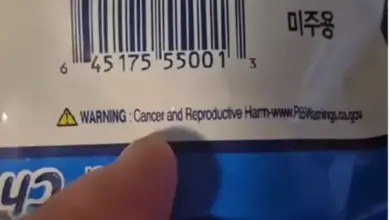 미주용
6 45175 55001 3
WARNING : Cancer and Reproductive Harm-www.P65Warnings.ca.gov